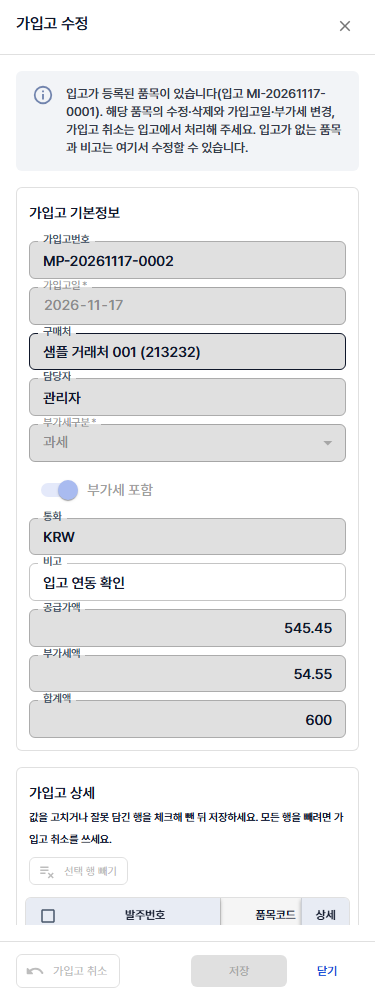 가입고 수정
입고가 등록된 품목이 있습니다(입고 MI-20261117-
0001). 해당 품목의 수정·삭제와 가입고일·부가세 변경,
가입고 취소는 입고에서 처리해 주세요. 입고가 없는 품목
과 비고는 여기서 수정할 수 있습니다.
가입고 기본정보
가입고번호
MP-20261117-0002
가입고일 *
2026-11-17
구매처
샘플 거래처 001 (213232)
담당자
관리자
부가세구분 *
과세
부가세 포함
통화
KRW
비고
입고 연동 확인
공급가액
545.45
부가세액
54.55
합계액
600
가입고 상세
값을 고치거나 잘못 담긴 행을 체크해 뺀 뒤 저장하세요. 모든 행을 빼려면 가
입고 취소를 쓰세요.
선택 행 빼기
발주번호 품목코드 상세
가입고 취소 저장 닫기